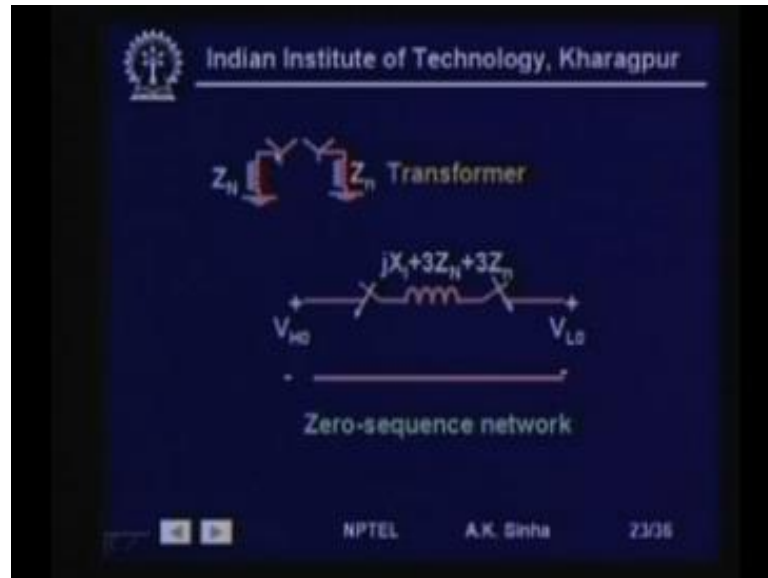 Indian Institute of Technology, Kharagpur
Z_N Z_n Transformer
jX_l+3Z_N+3Z_n
+ +
V_H0 V_L0
- -
Zero-sequence network
NPTEL A.K. Sinha 23/36